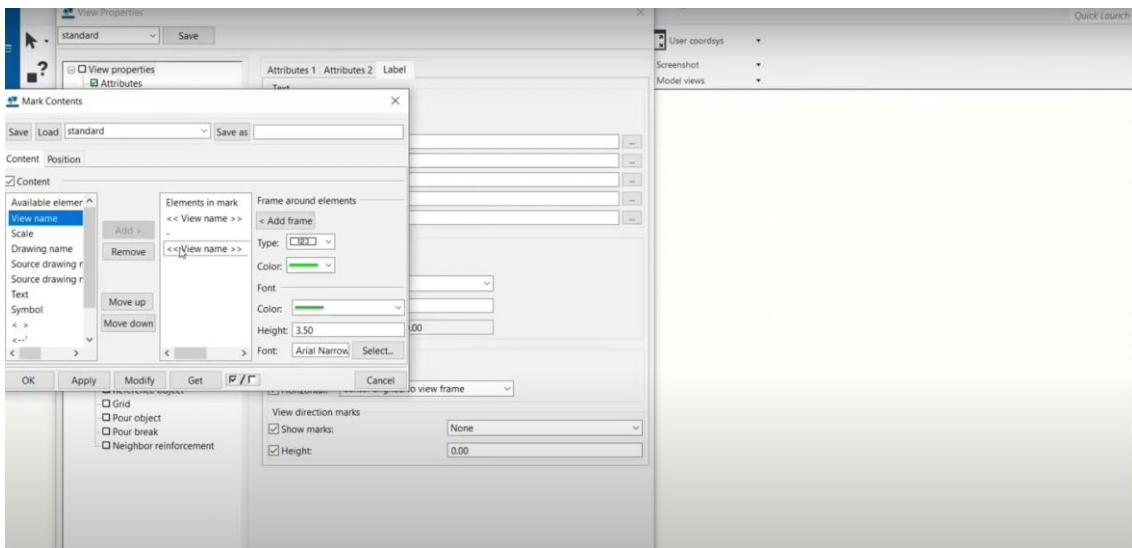 View Properties
Quick Launch
standard
Save
User coordsys
Screenshot
Model views
View properties
Attributes
Attributes 1 Attributes 2 Label
Text
Mark Contents
Save Load standard Save as
Content Position
Content
Available elemer
View name
Scale
Drawing name
Source drawing r
Source drawing r
Text
Symbol
< >
<--'
Add >
Remove
Move up
Move down
Elements in mark
<< View name >>
-
<< View name >>
Frame around elements
< Add frame
Type:
Color:
Font
Color:
Height: 3.50
Font: Arial Narrow Select...
OK Apply Modify Get / Cancel
.00
to view frame
Grid
Pour object
Pour break
Neighbor reinforcement
View direction marks
Show marks: None
Height: 0.00